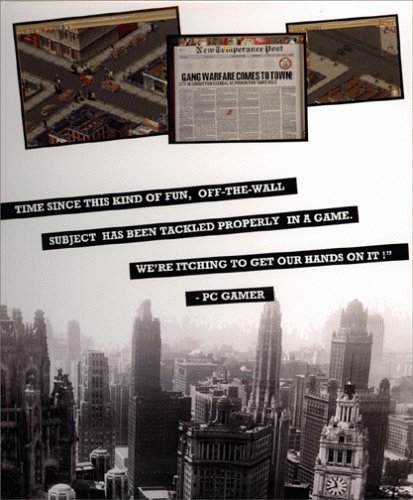 New Temperance Post
GANG WARFARE COMES TO TOWN!
TIME SINCE THIS KIND OF FUN, OFF-THE-WALL
SUBJECT HAS BEEN TACKLED PROPERLY IN A GAME.
WE'RE ITCHING TO GET OUR HANDS ON IT !"
- PC GAMER